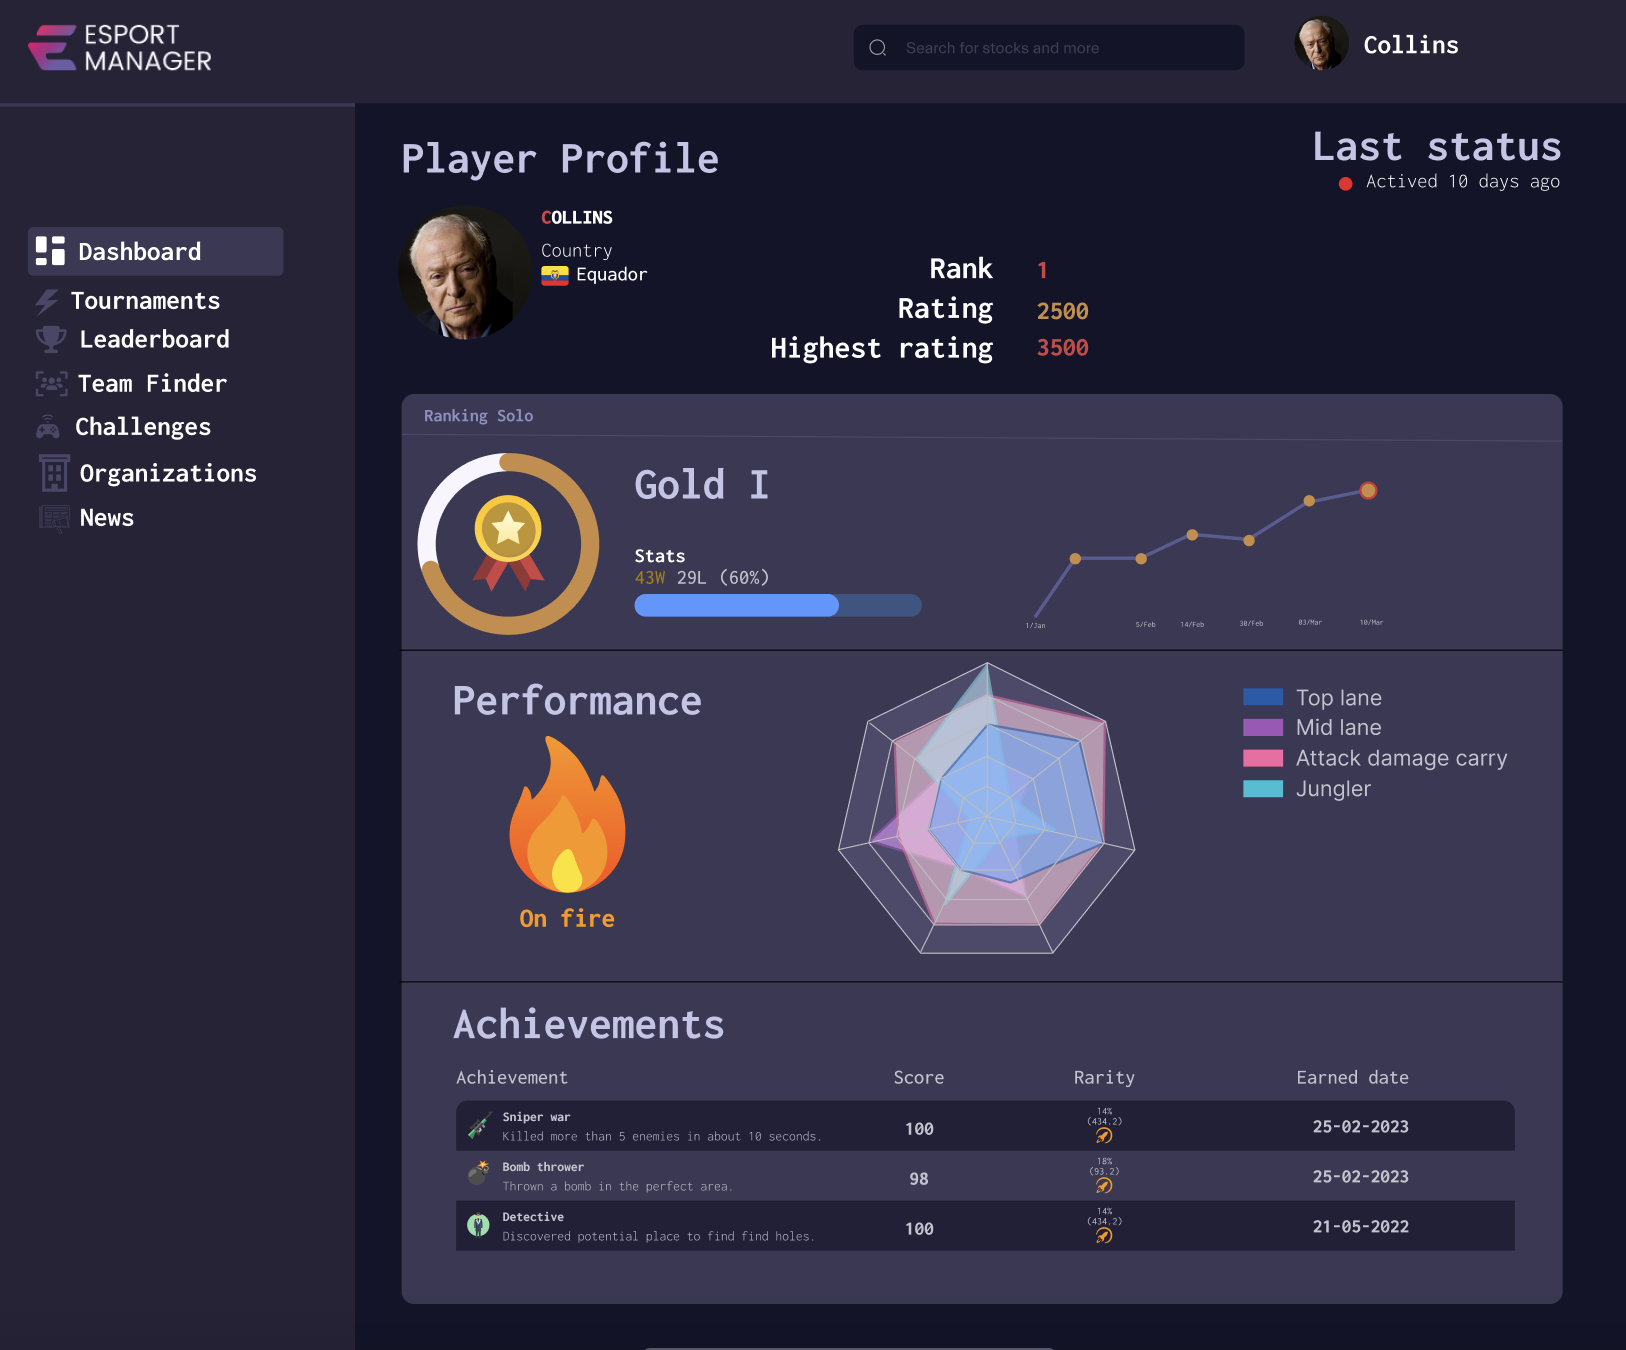 ESPORT
MANAGER
Search for stocks and more
Collins
Dashboard
Tournaments
Leaderboard
Team Finder
Challenges
Organizations
News
Player Profile
Last status
Actived 10 days ago
COLLINS
Country
Equador
Rank 1
Rating 2500
Highest rating 3500
Ranking Solo
Gold I
Stats
43W 29L (60%)
1/Jan 5/Feb 14/Feb 30/Feb 03/Mar 10/Mar
Performance
On fire
Top lane
Mid lane
Attack damage carry
Jungler
Achievements
Achievement Score Rarity Earned date
Sniper war
Killed more than 5 enemies in about 10 seconds.
100
14%
(434.2)
25-02-2023
Bomb thrower
Thrown a bomb in the perfect area.
98
18%
(93.2)
25-02-2023
Detective
Discovered potential place to find find holes.
100
14%
(434.2)
21-05-2022